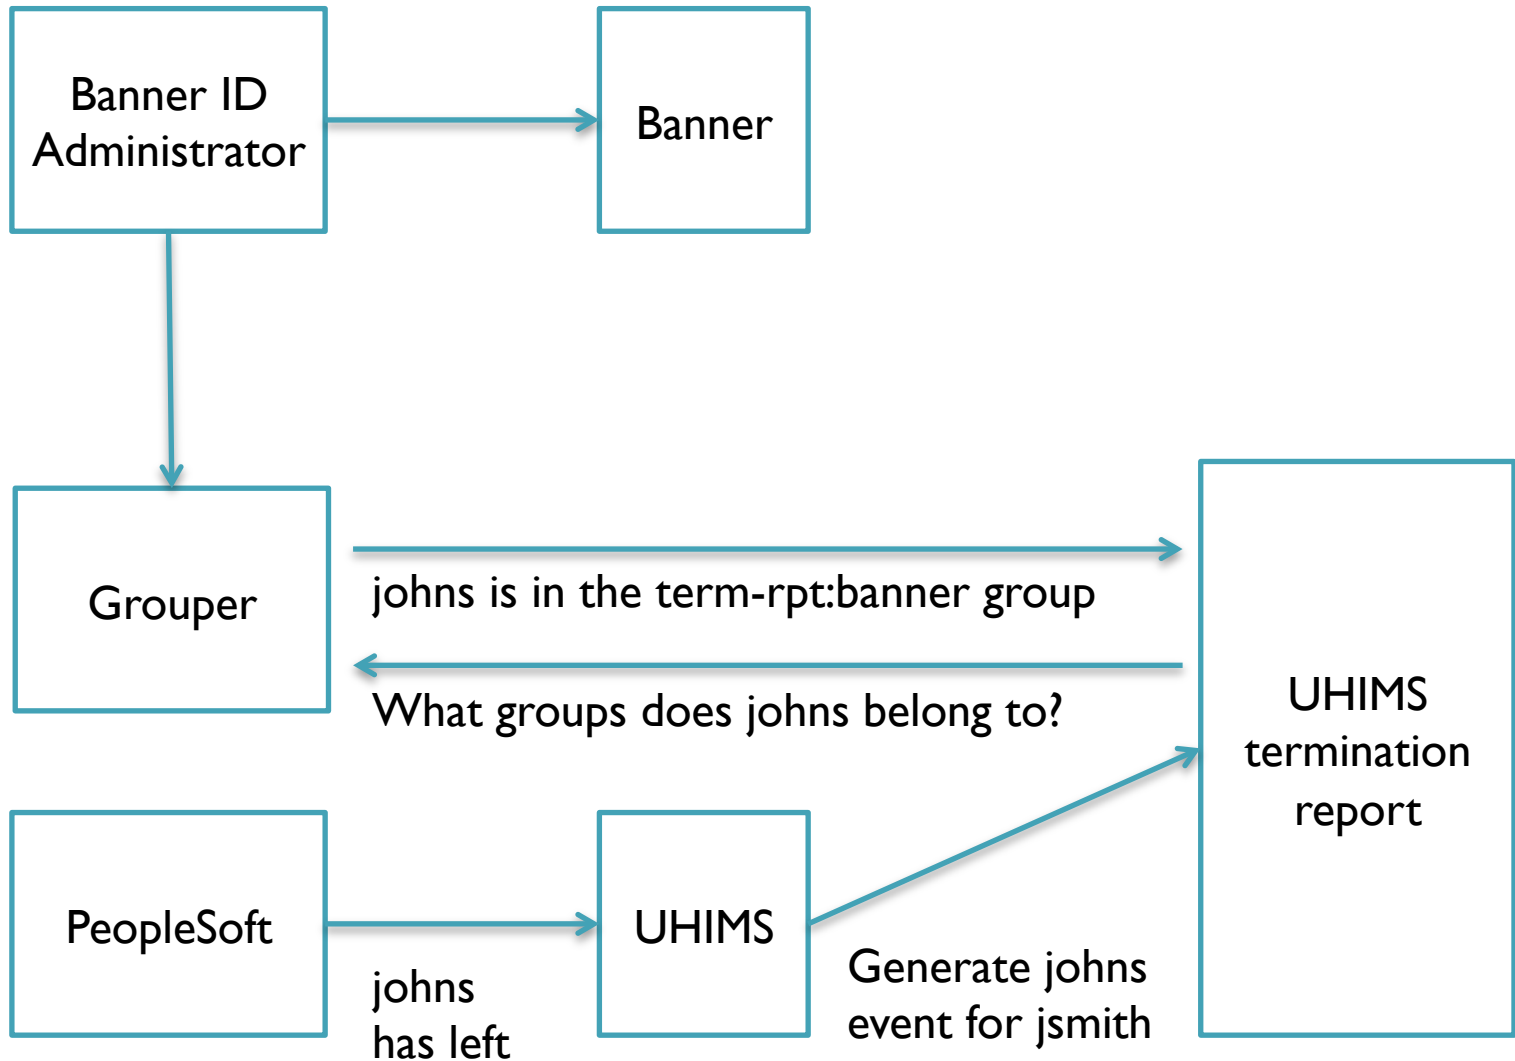 Banner ID
Administrator
Banner
Grouper
johns is in the term-rpt:banner group
What groups does johns belong to?
UHIMS
termination
report
PeopleSoft
johns
has left
UHIMS
Generate johns
event for jsmith